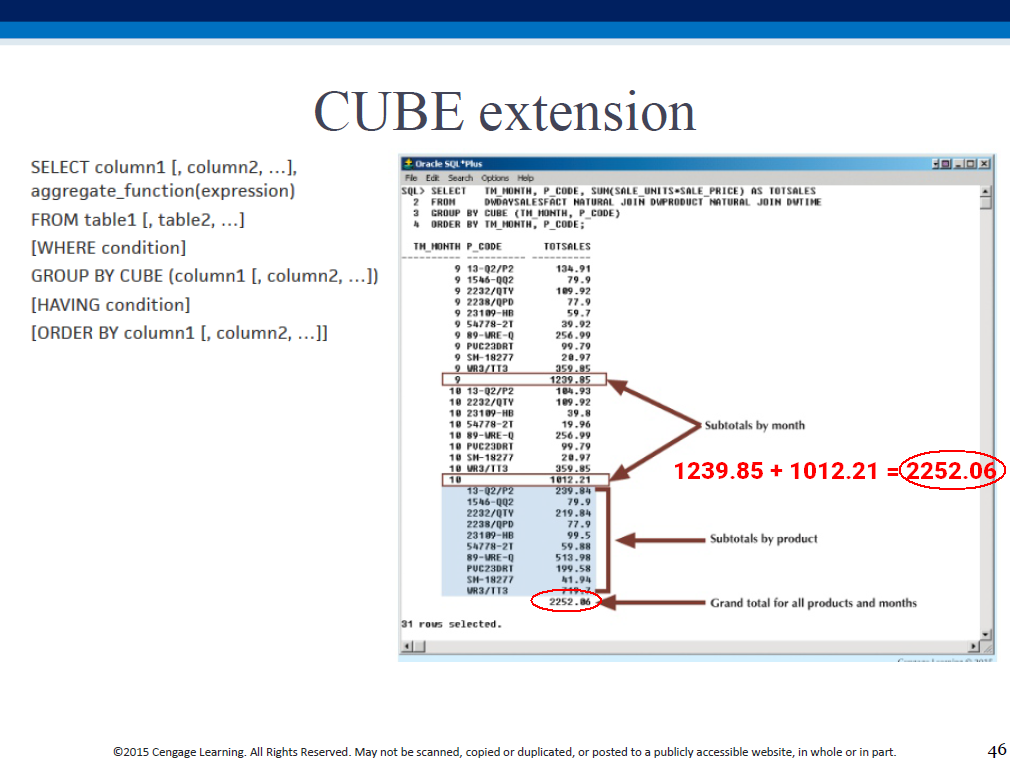 CUBE extension
SELECT column1 [, column2, …],
aggregate_function(expression)
FROM table1 [, table2, …]
[WHERE condition]
GROUP BY CUBE (column1 [, column2, …])
[HAVING condition]
[ORDER BY column1 [, column2, …]]
Oracle SQL*Plus
File Edit Search Options Help
SQL> SELECT TM_MONTH, P_CODE, SUM(SALE_UNITS*SALE_PRICE) AS TOTSALES
2 FROM DWDAYSALESFACT NATURAL JOIN DWPRODUCT NATURAL JOIN DWTIME
3 GROUP BY CUBE (TM_MONTH, P_CODE)
4 ORDER BY TM_MONTH, P_CODE;
TM_MONTH P_CODE TOTSALES
---------- ---------- ----------
9 13-Q2/P2 134.91
9 1546-QQ2 79.9
9 2232/QTY 109.92
9 2238/QPD 77.9
9 23109-HB 59.7
9 54778-2T 39.92
9 89-WRE-Q 256.99
9 PVC23DRT 99.79
9 SM-18277 20.97
9 WR3/TT3 359.85
9 1239.85
10 13-Q2/P2 104.93
10 2232/QTY 109.92
10 23109-HB 39.8
10 54778-2T 19.96
10 89-WRE-Q 256.99
10 PVC23DRT 99.79
10 SM-18277 20.97
10 WR3/TT3 359.85
10 1012.21
13-Q2/P2 239.84
1546-QQ2 79.9
2232/QTY 219.84
2238/QPD 77.9
23109-HB 99.5
54778-2T 59.88
89-WRE-Q 513.98
PVC23DRT 199.58
SM-18277 41.94
WR3/TT3 719.7
2252.06
31 rows selected.
Subtotals by month
1239.85 + 1012.21 = 2252.06
Subtotals by product
Grand total for all products and months
©2015 Cengage Learning. All Rights Reserved. May not be scanned, copied or duplicated, or posted to a publicly accessible website, in whole or in part.
46